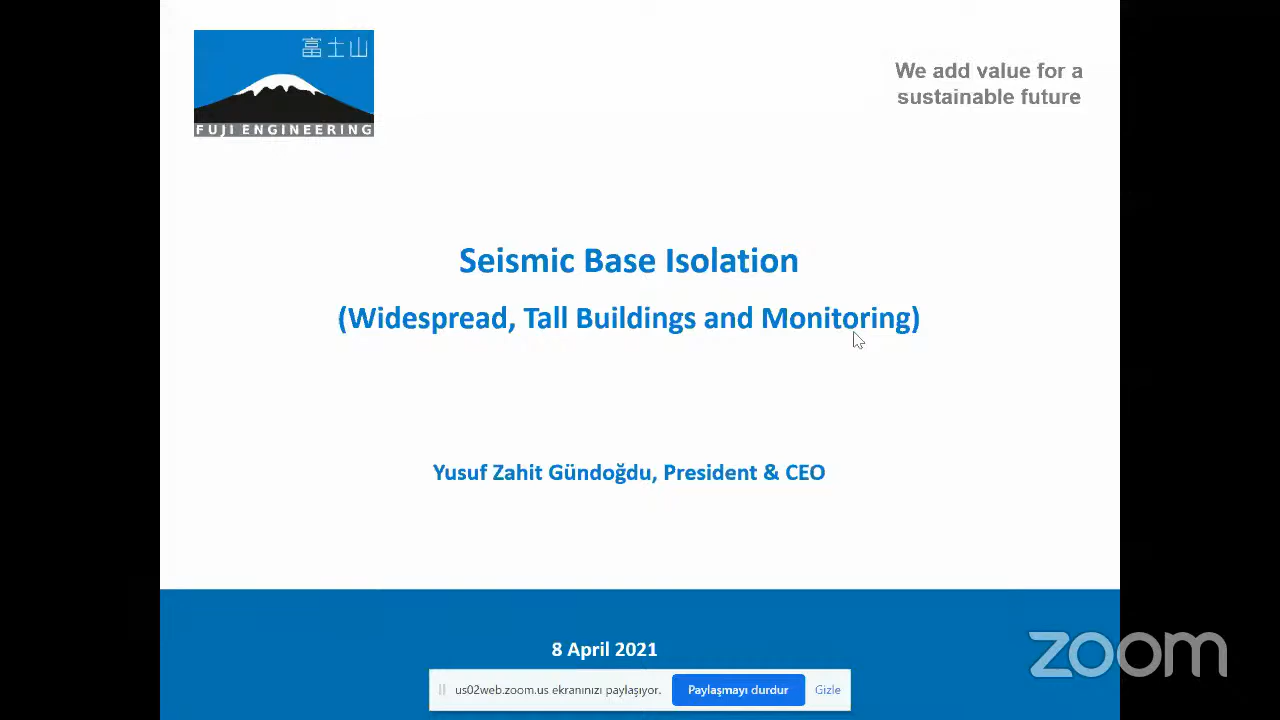 富士山
FUJI ENGINEERING
We add value for a
sustainable future
Seismic Base Isolation
(Widespread, Tall Buildings and Monitoring)
Yusuf Zahit Gündoğdu, President & CEO
8 April 2021
us02web.zoom.us ekranınızı paylaşıyor.
Paylaşmayı durdur
Gizle
zoom